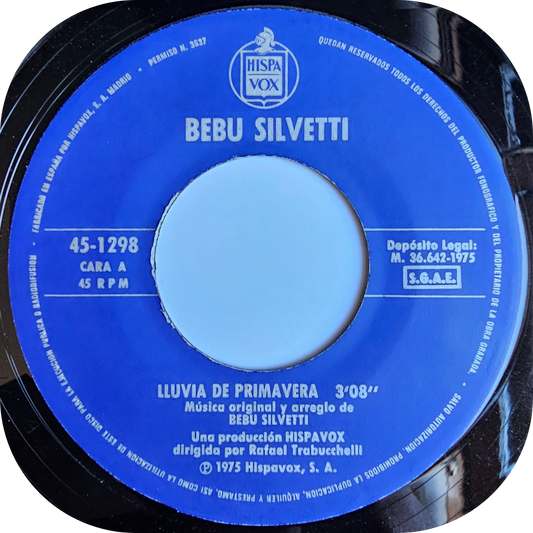 HISPA
VOX
BEBU SILVETTI
45-1298
CARA A
45 RPM
Depósito Legal:
M. 36.642-1975
S.G.A.E.
LLUVIA DE PRIMAVERA 3'08"
Música original y arreglo de
BEBU SILVETTI
Una producción HISPAVOX
dirigida por Rafael Trabucchelli
Ⓟ 1975 Hispavox, S. A.
FABRICADO EN ESPAÑA POR HISPAVOX, S. A. MADRID • PERMISO N. 3537
QUEDAN RESERVADOS TODOS LOS DERECHOS DEL PRODUCTOR FONOGRAFICO Y DEL PROPIETARIO DE LA OBRA GRABADA. • SALVO AUTORIZACION, PROHIBIDOS LA DUPLICACION, ALQUILER Y PRESTAMO, ASI COMO LA UTILIZACION DE ESTE DISCO PARA LA EJECUCION PUBLICA O RADIODIFUSION •